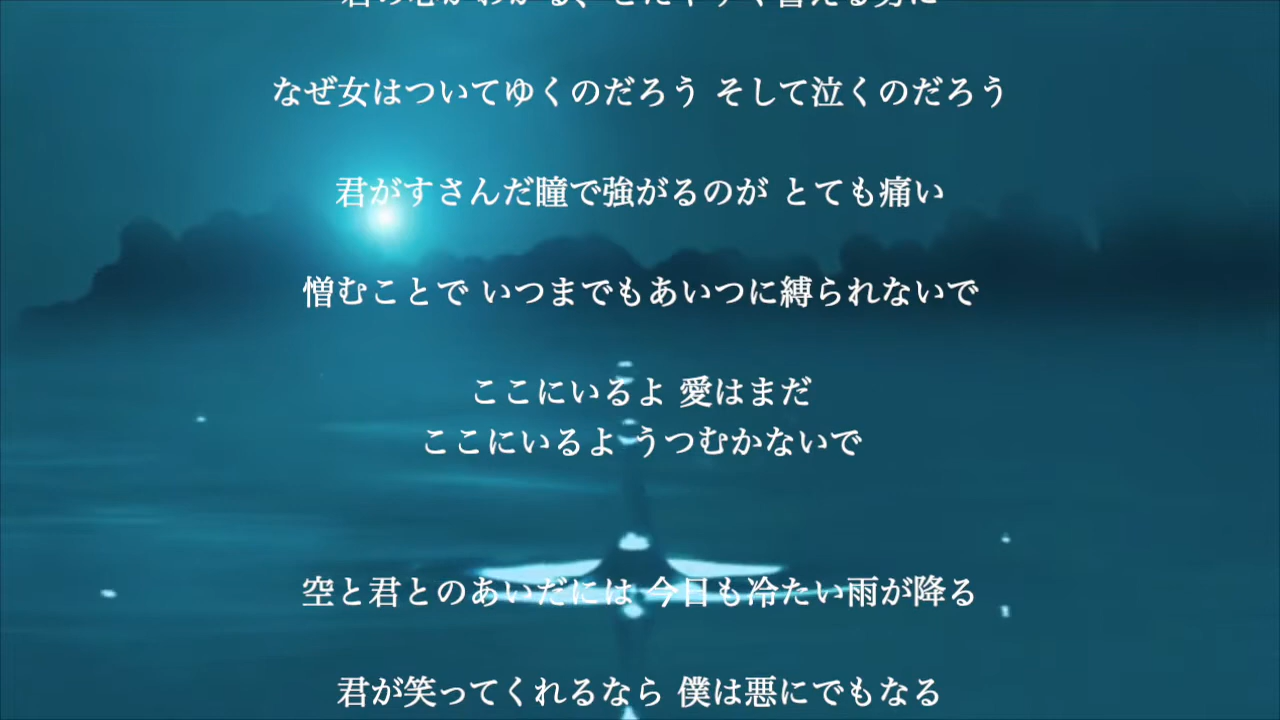 なぜ女はついてゆくのだろう そして泣くのだろう
君がすさんだ瞳で強がるのが とても痛い
憎むことで いつまでもあいつに縛られないで
ここにいるよ 愛はまだ
ここにいるよ うつむかないで
空と君とのあいだには 今日も冷たい雨が降る
君が笑ってくれるなら 僕は悪にでもなる